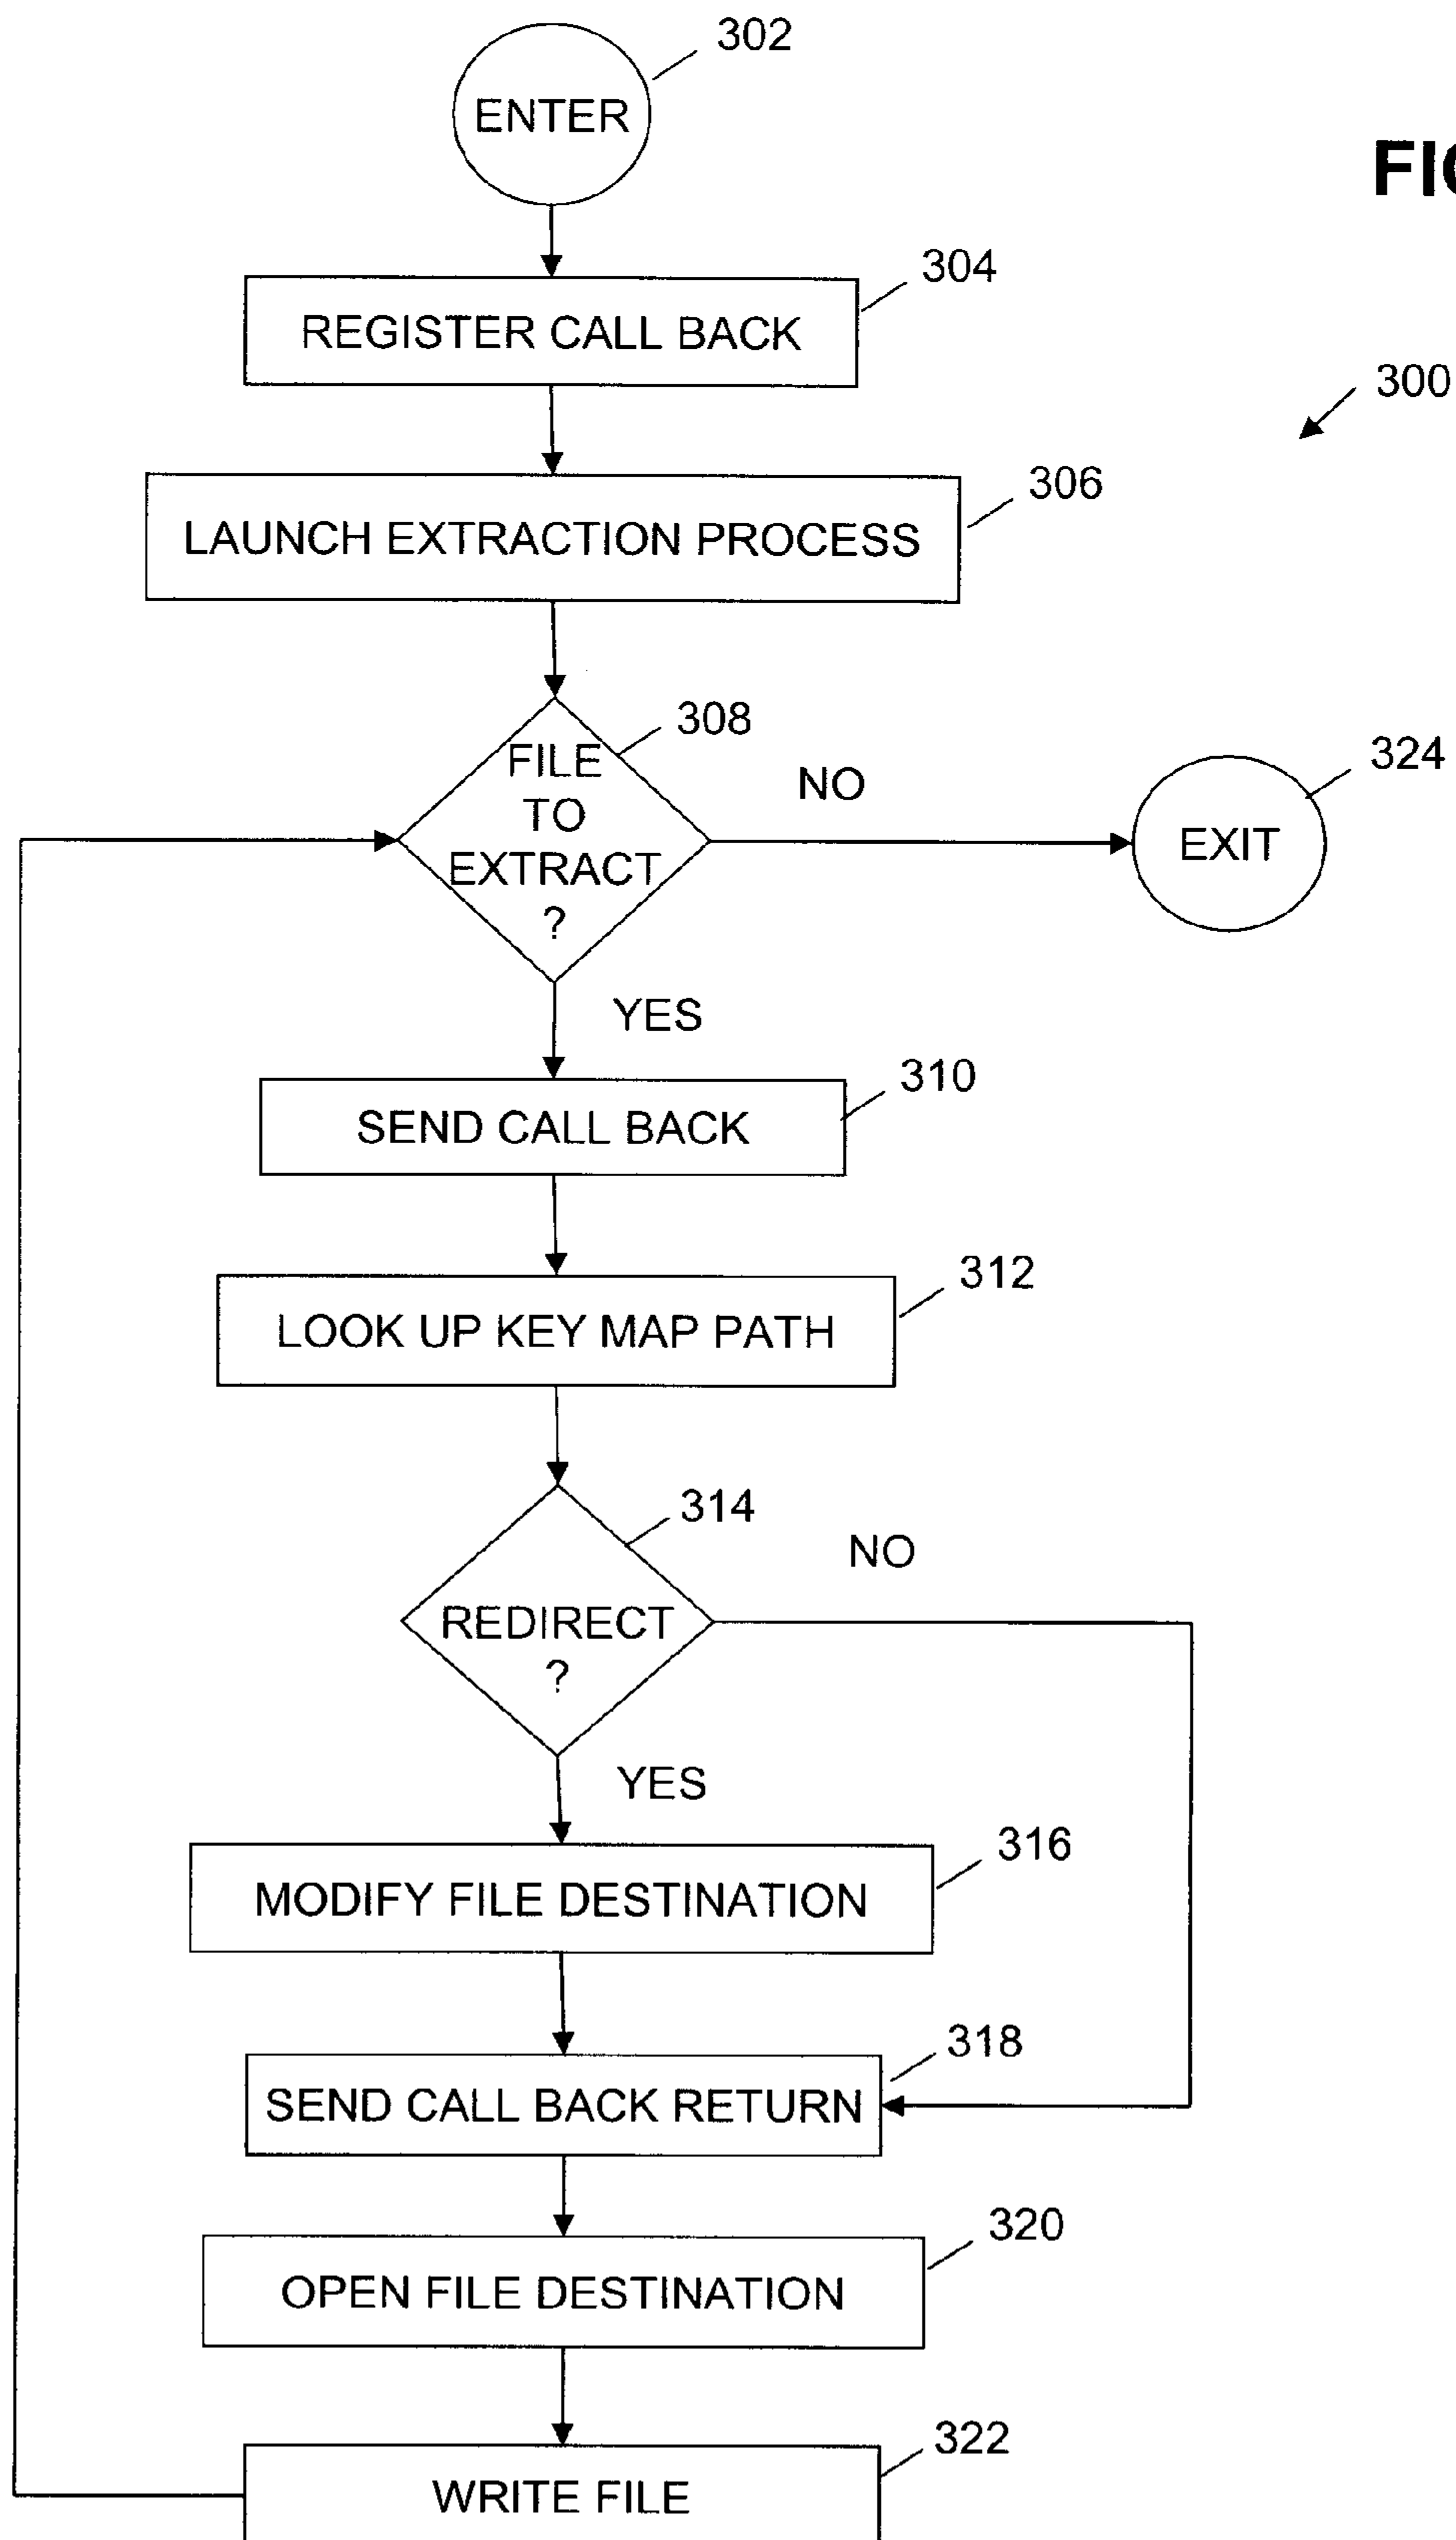 302
ENTER
FIG
304
REGISTER CALL BACK
300
306
LAUNCH EXTRACTION PROCESS
308
FILE
TO
EXTRACT
?
NO
324
EXIT
YES
310
SEND CALL BACK
312
LOOK UP KEY MAP PATH
314
NO
REDIRECT
?
YES
316
MODIFY FILE DESTINATION
318
SEND CALL BACK RETURN
320
OPEN FILE DESTINATION
322
WRITE FILE